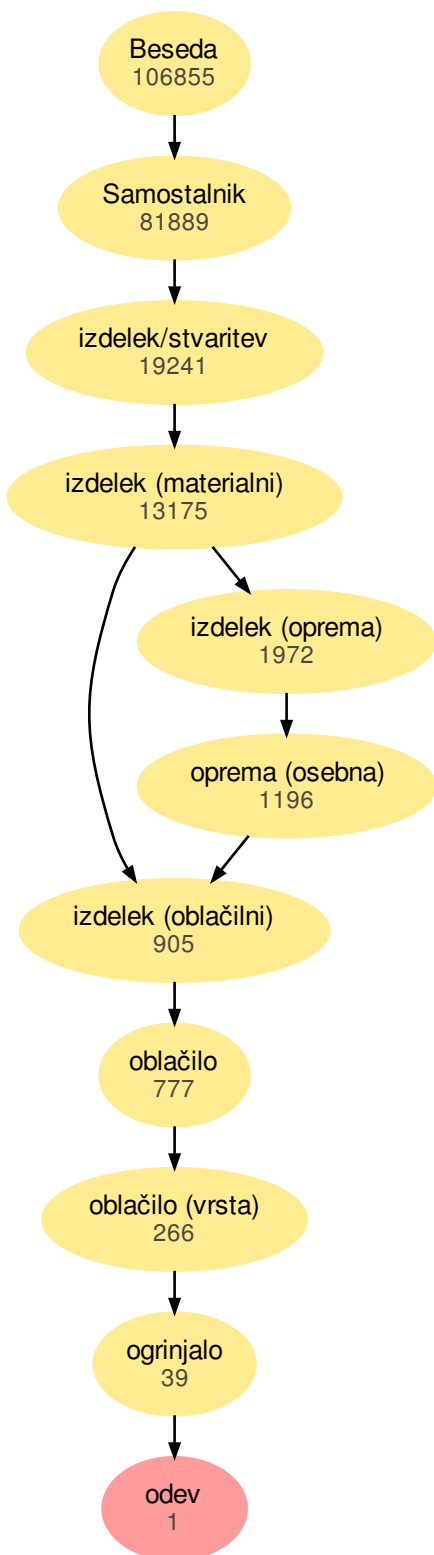 Beseda
106855
Samostalnik
81889
izdelek/stvaritev
19241
izdelek (materialni)
13175
izdelek (oprema)
1972
oprema (osebna)
1196
izdelek (oblačilni)
905
oblačilo
777
oblačilo (vrsta)
266
ogrinjalo
39
odev
1